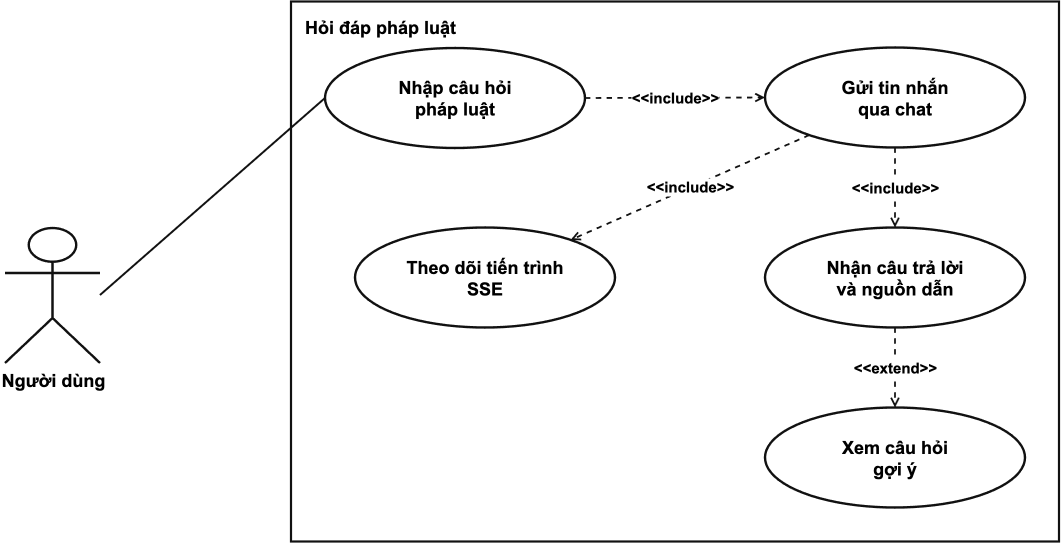 Hỏi đáp pháp luật
Nhập câu hỏi
pháp luật
<<include>>
Gửi tin nhắn
qua chat
<<include>>
<<include>>
Theo dõi tiến trình
SSE
Nhận câu trả lời
và nguồn dẫn
Người dùng
<<extend>>
Xem câu hỏi
gợi ý